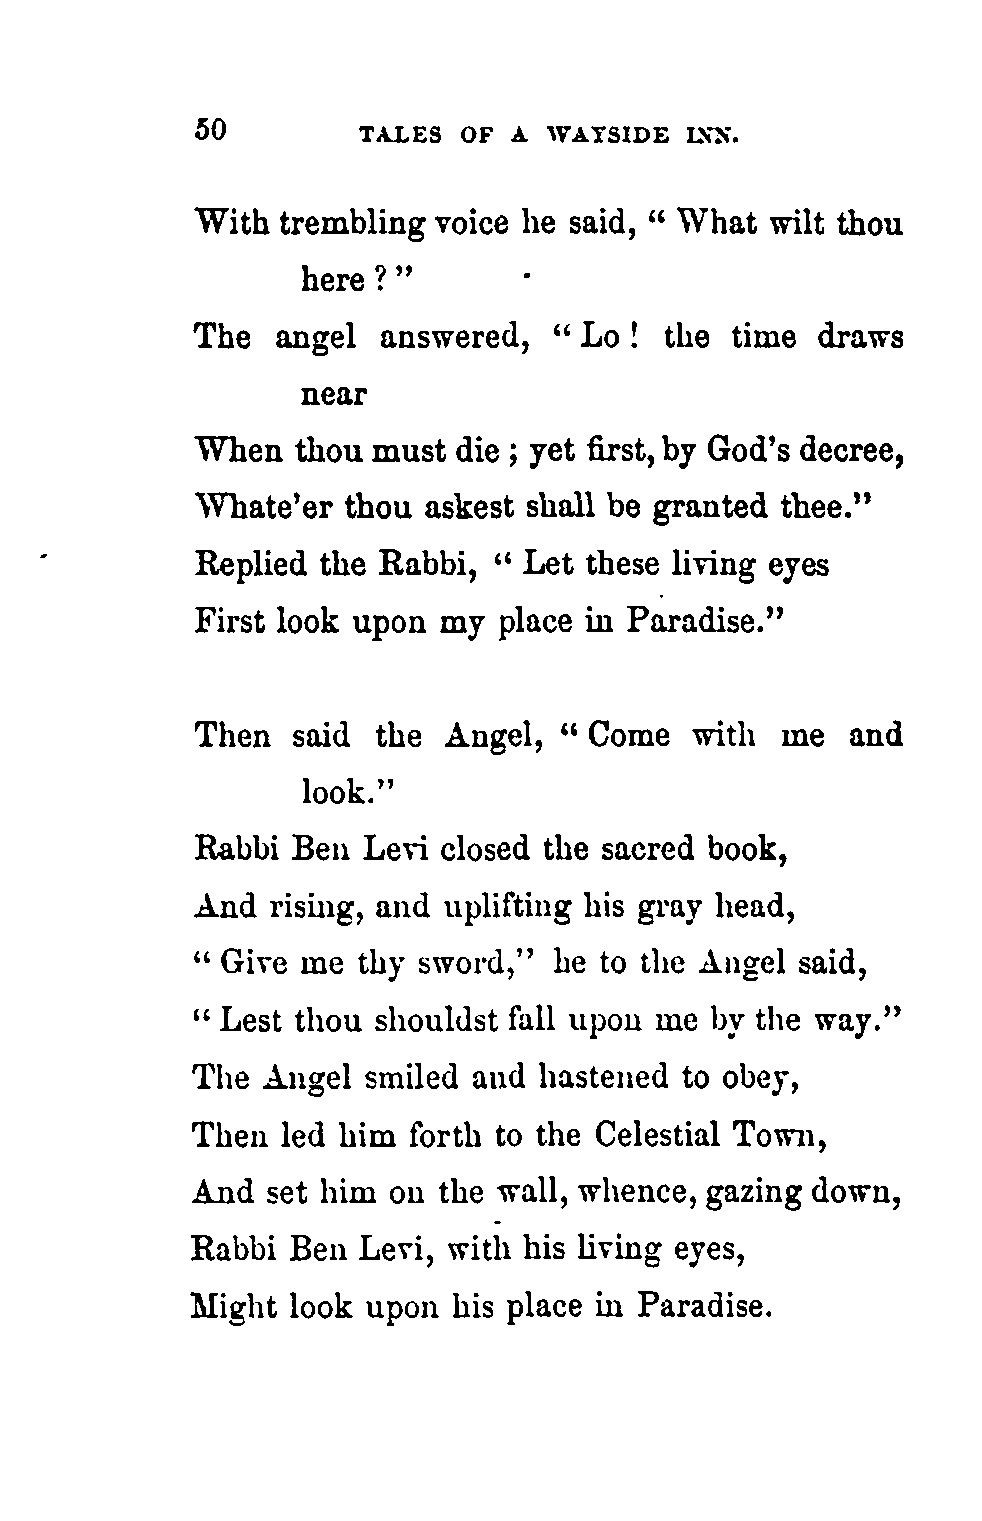 50 TALES OF A WAYSIDE INN.
With trembling voice he said, “ What wilt thou
here ? ”
The angel answered, “ Lo ! the time draws
near
When thou must die ; yet first, by God’s decree,
Whate’er thou askest shall be granted thee.”
Replied the Rabbi, “ Let these living eyes
First look upon my place in Paradise.”
Then said the Angel, “ Come with me and
look.”
Rabbi Ben Levi closed the sacred book,
And rising, and uplifting his gray head,
“ Give me thy sword,” he to the Angel said,
“ Lest thou shouldst fall upon me by the way.”
The Angel smiled and hastened to obey,
Then led him forth to the Celestial Town,
And set him on the wall, whence, gazing down,
Rabbi Ben Levi, with his living eyes,
Might look upon his place in Paradise.